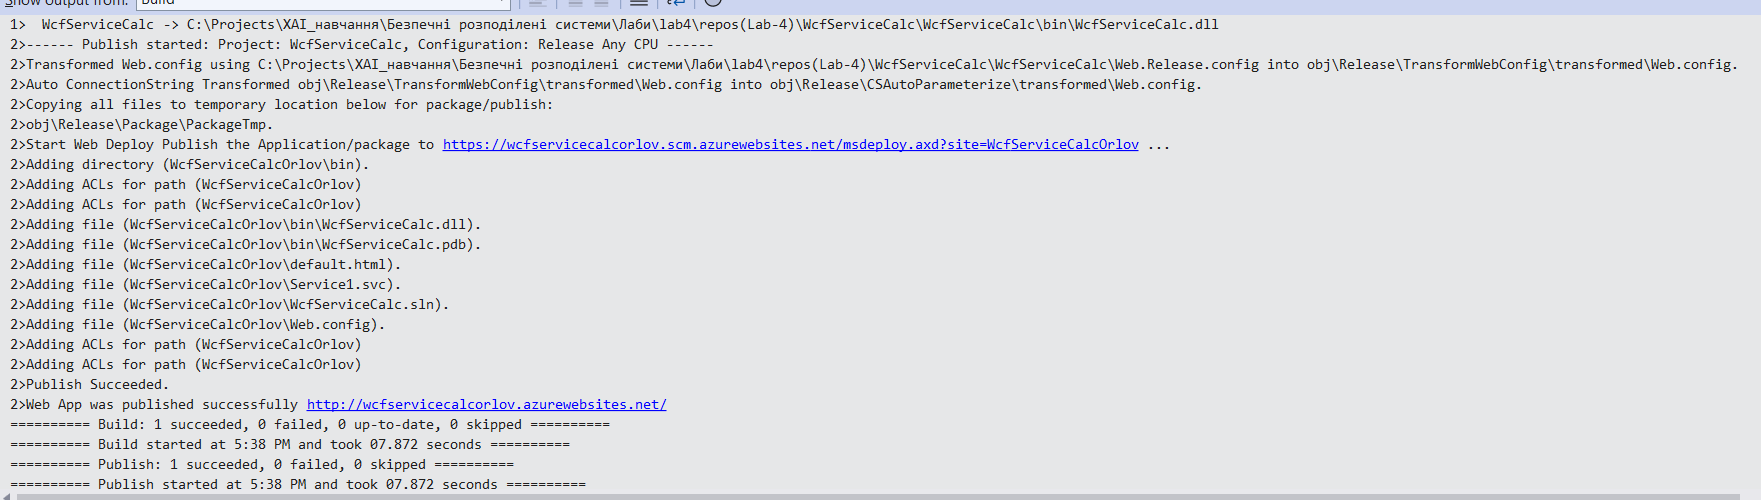 Show output from: Build
1>  WcfServiceCalc -> C:\Projects\XAI_навчання\Безпечні розподілені системи\Лаби\lab4\repos(Lab-4)\WcfServiceCalc\WcfServiceCalc\bin\WcfServiceCalc.dll
2>------ Publish started: Project: WcfServiceCalc, Configuration: Release Any CPU ------
2>Transformed Web.config using C:\Projects\XAI_навчання\Безпечні розподілені системи\Лаби\lab4\repos(Lab-4)\WcfServiceCalc\WcfServiceCalc\Web.Release.config into obj\Release\TransformWebConfig\transformed\Web.config.
2>Auto ConnectionString Transformed obj\Release\TransformWebConfig\transformed\Web.config into obj\Release\CSAutoParameterize\transformed\Web.config.
2>Copying all files to temporary location below for package/publish:
2>obj\Release\Package\PackageTmp.
2>Start Web Deploy Publish the Application/package to https://wcfservicecalcorlov.scm.azurewebsites.net/msdeploy.axd?site=WcfServiceCalcOrlov ...
2>Adding directory (WcfServiceCalcOrlov\bin).
2>Adding ACLs for path (WcfServiceCalcOrlov)
2>Adding ACLs for path (WcfServiceCalcOrlov)
2>Adding file (WcfServiceCalcOrlov\bin\WcfServiceCalc.dll).
2>Adding file (WcfServiceCalcOrlov\bin\WcfServiceCalc.pdb).
2>Adding file (WcfServiceCalcOrlov\default.html).
2>Adding file (WcfServiceCalcOrlov\Service1.svc).
2>Adding file (WcfServiceCalcOrlov\WcfServiceCalc.sln).
2>Adding file (WcfServiceCalcOrlov\Web.config).
2>Adding ACLs for path (WcfServiceCalcOrlov)
2>Adding ACLs for path (WcfServiceCalcOrlov)
2>Publish Succeeded.
2>Web App was published successfully http://wcfservicecalcorlov.azurewebsites.net/
========== Build: 1 succeeded, 0 failed, 0 up-to-date, 0 skipped ==========
========== Build started at 5:38 PM and took 07.872 seconds ==========
========== Publish: 1 succeeded, 0 failed, 0 skipped ==========
========== Publish started at 5:38 PM and took 07.872 seconds ==========